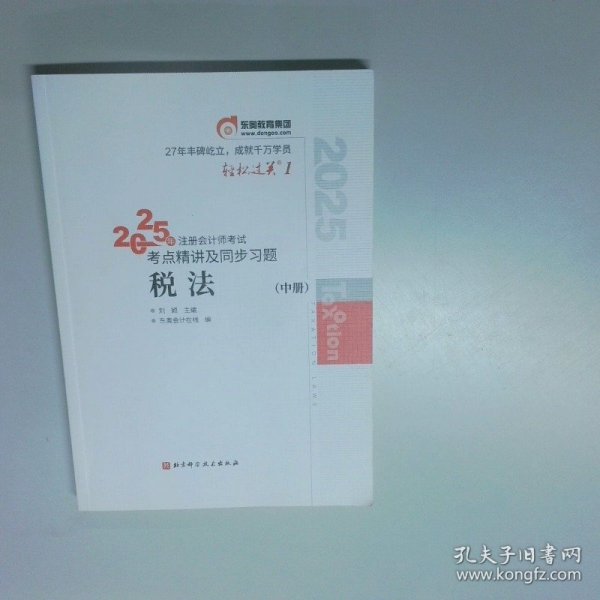 东奥教育集团
www.dongao.com
27年丰碑屹立，成就千万学员
轻松过关®1
2025年注册会计师考试
考点精讲及同步习题
税法
（中册）
刘颖 主编
东奥会计在线 编
北京科学技术出版社
2025
Taxation
TAXATION LAWS
孔夫子旧书网
www.kongfz.com